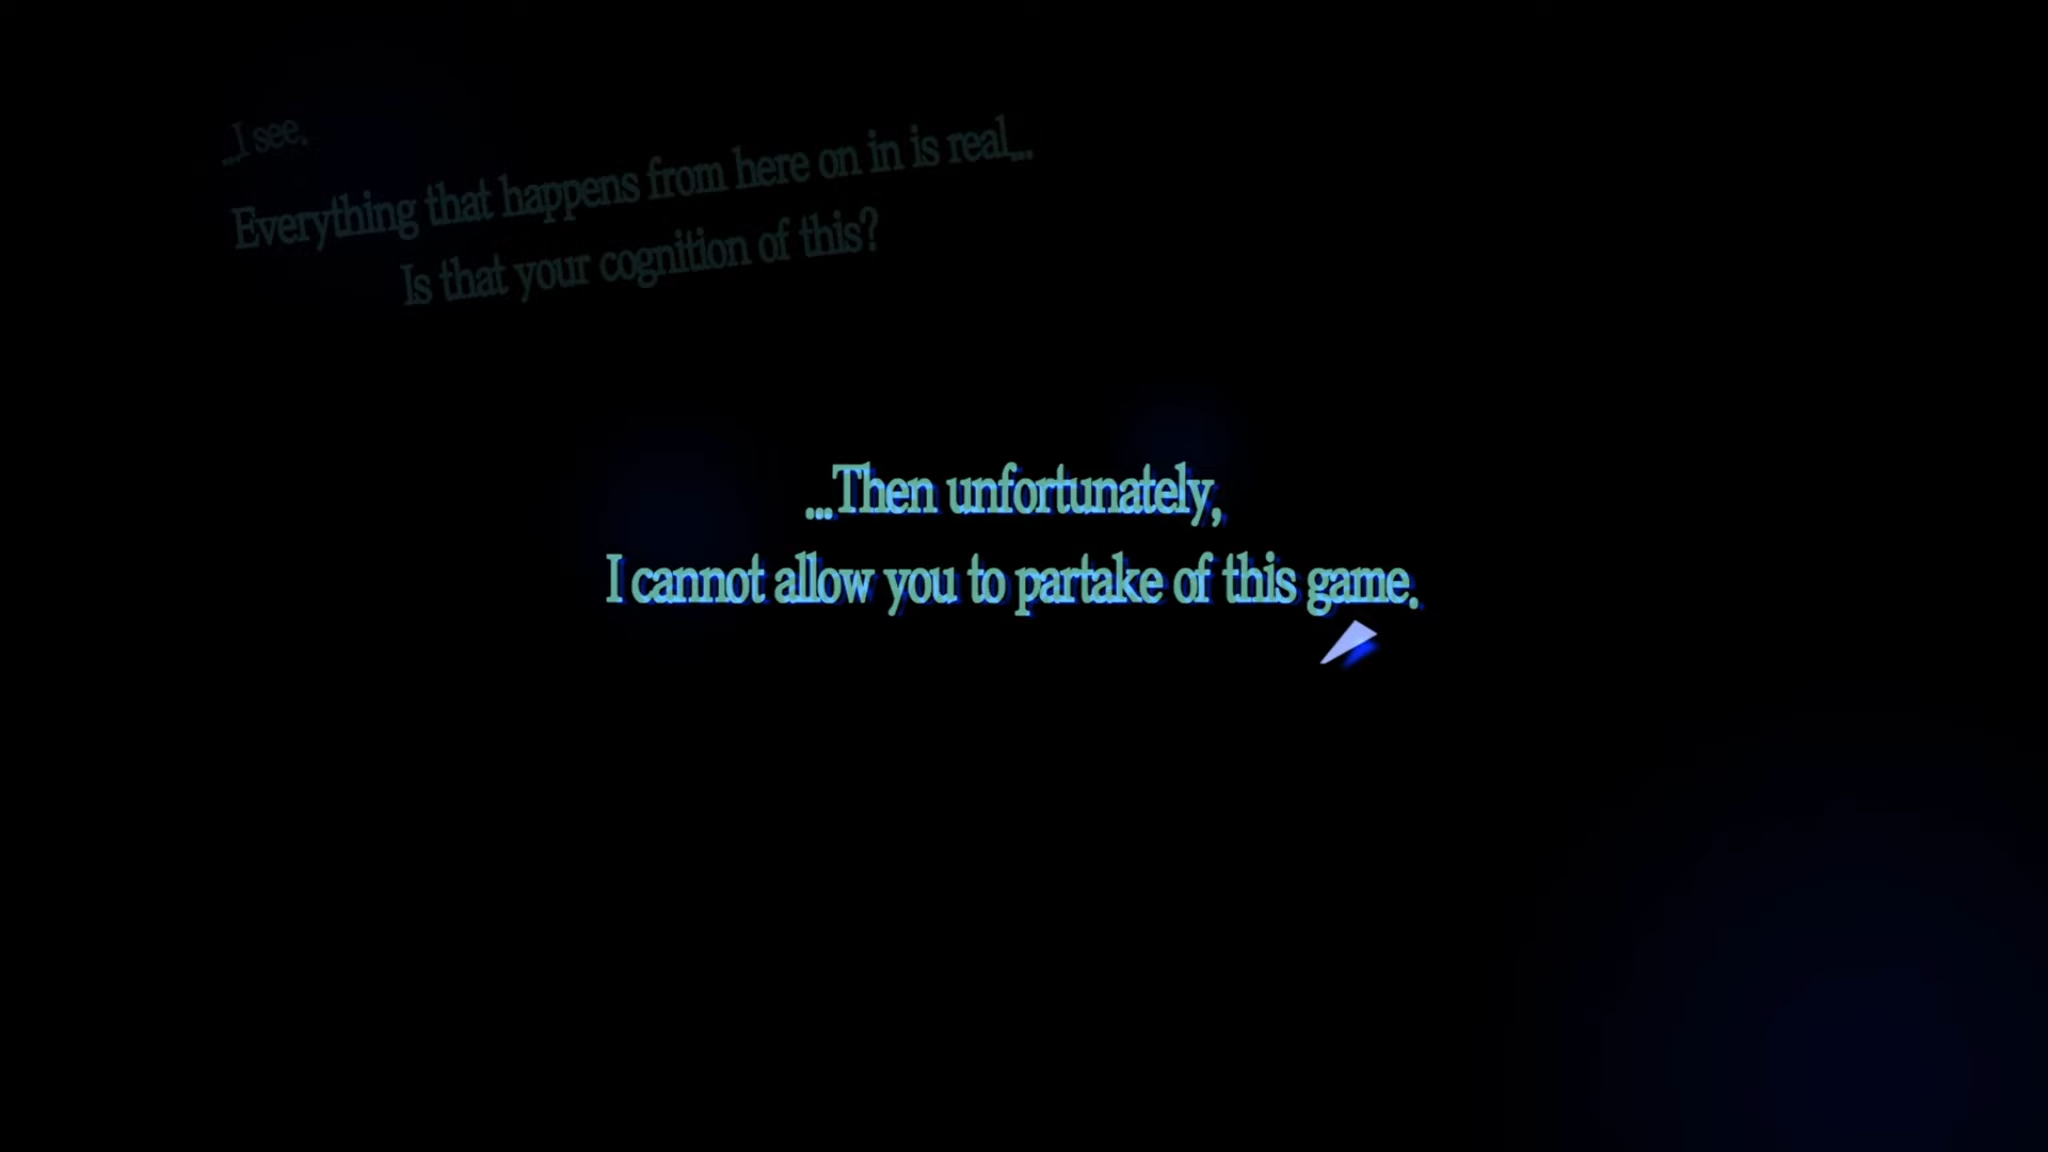 ...I see.
Everything that happens from here on in is real...
Is that your cognition of this?
...Then unfortunately,
I cannot allow you to partake of this game.